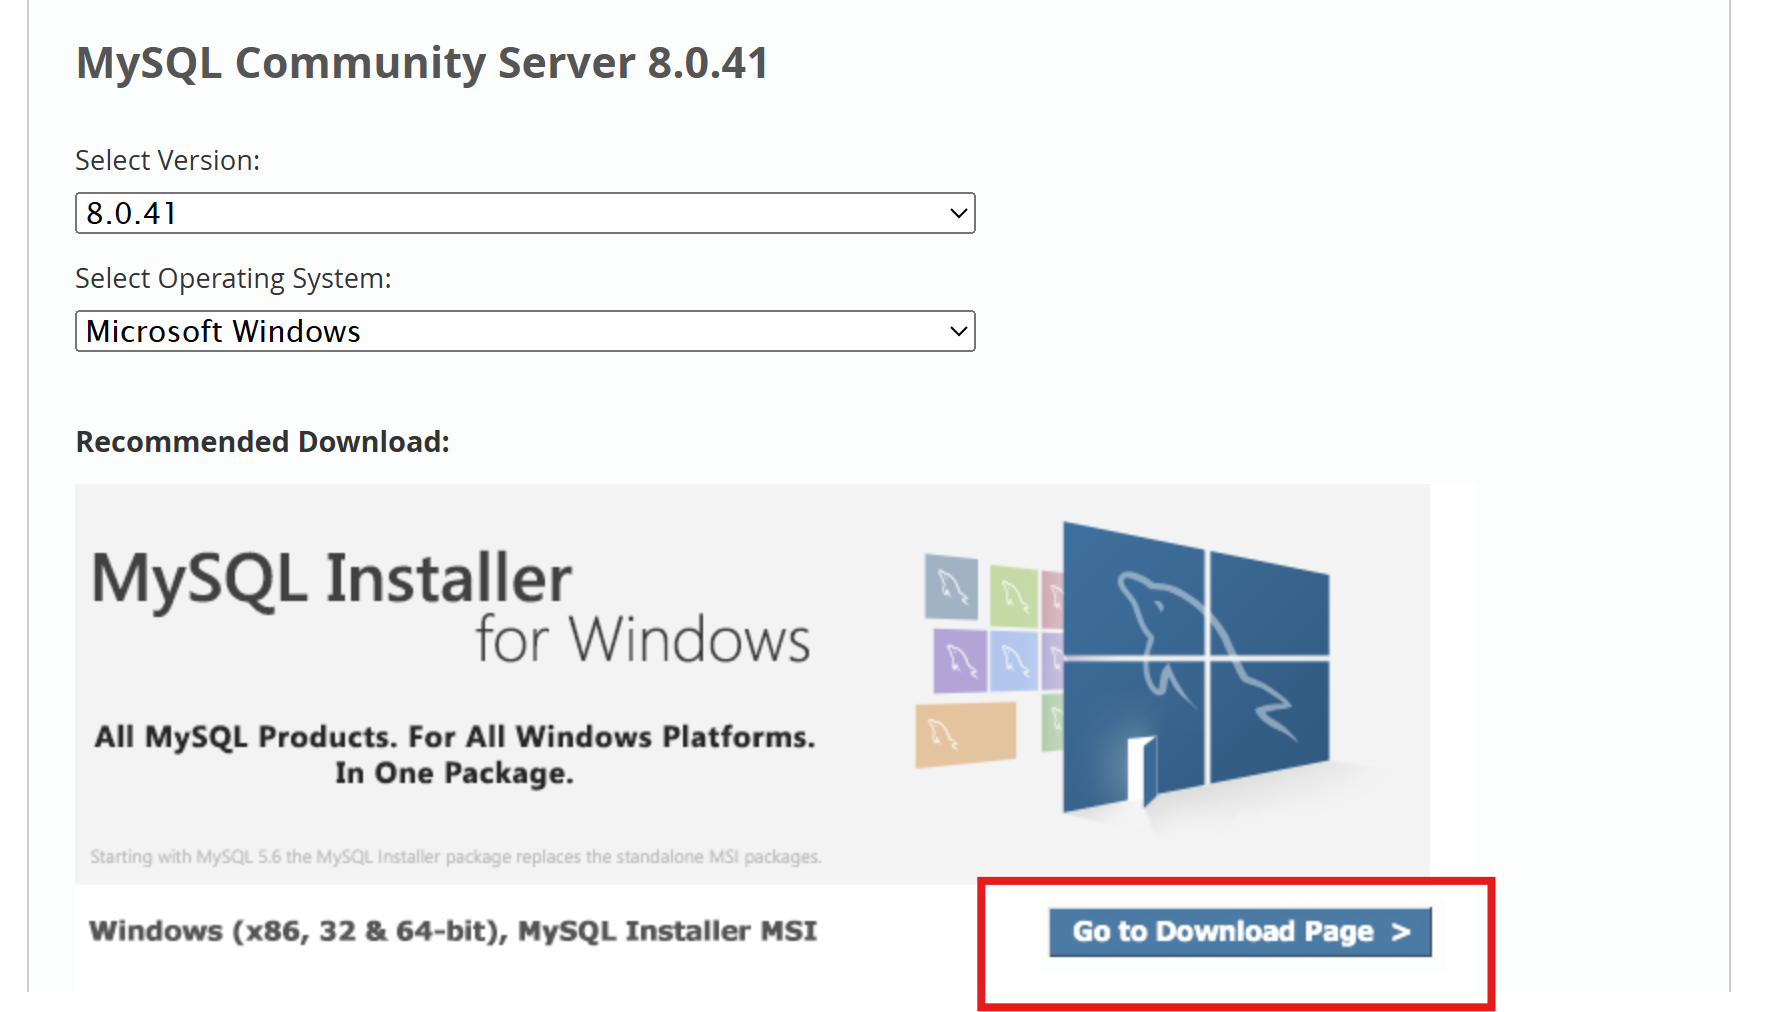 MySQL Community Server 8.0.41
Select Version:
8.0.41
Select Operating System:
Microsoft Windows
Recommended Download:
MySQL Installer
for Windows
All MySQL Products. For All Windows Platforms.
In One Package.
Starting with MySQL 5.6 the MySQL Installer package replaces the standalone MSI packages.
Windows (x86, 32 & 64-bit), MySQL Installer MSI
Go to Download Page >